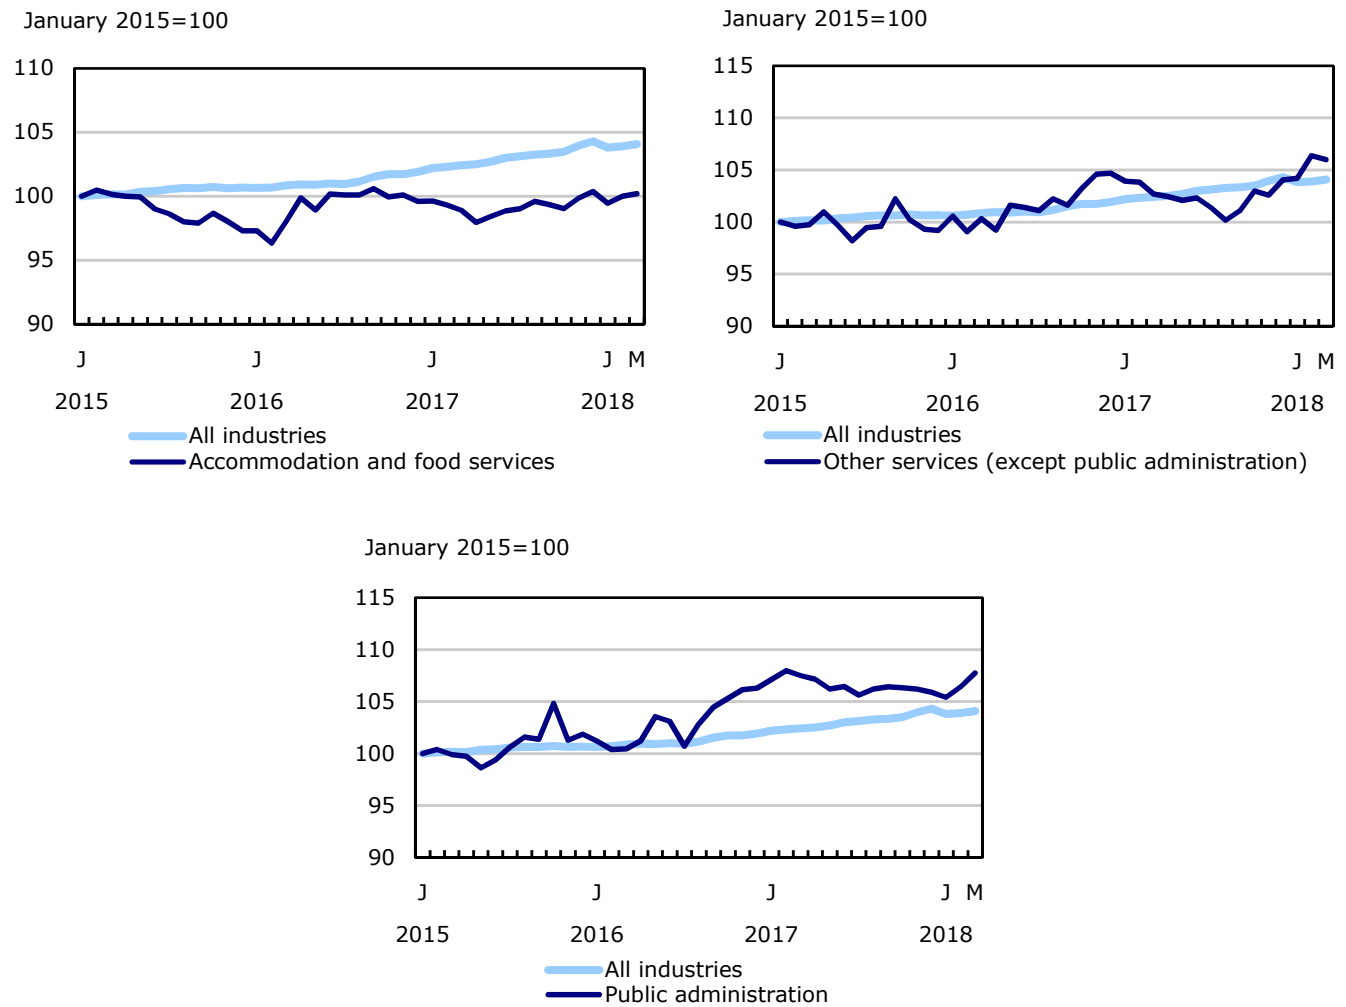 January 2015=100
110
105
100
95
90
J J J J M
2015 2016 2017 2018
All industries
Accommodation and food services
January 2015=100
115
110
105
100
95
90
J J J J M
2015 2016 2017 2018
All industries
Other services (except public administration)
January 2015=100
115
110
105
100
95
90
J J J J M
2015 2016 2017 2018
All industries
Public administration